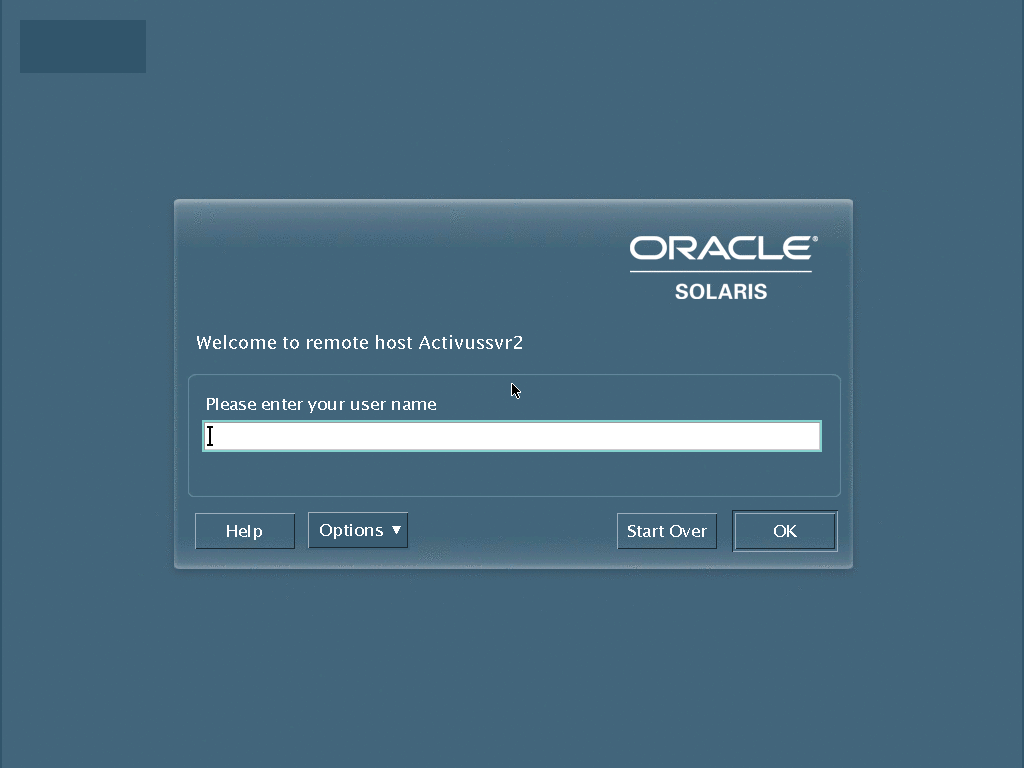 ORACLE®
SOLARIS
Welcome to remote host Activussvr2
Please enter your user name
Help
Options ▼
Start Over
OK